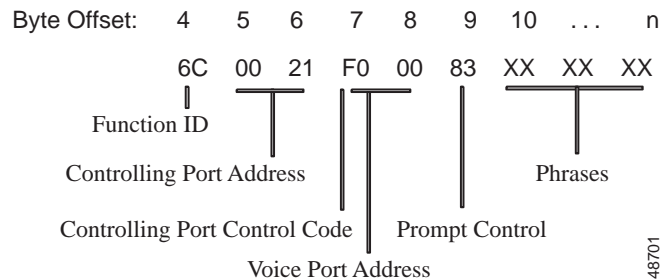 Byte Offset: 4 5 6 7 8 9 10 ... n
6C 00 21 F0 00 83 XX XX XX
Function ID
Controlling Port Address Phrases
Controlling Port Control Code Prompt Control
Voice Port Address
48701